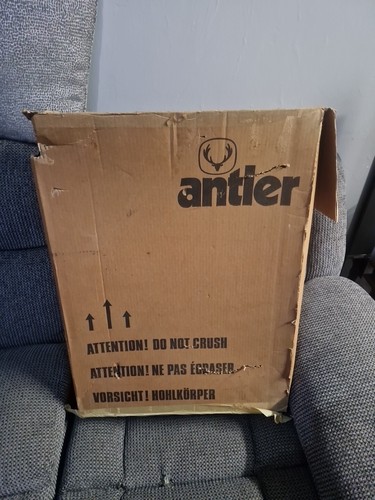 antler
ATTENTION! DO NOT CRUSH
ATTENTION! NE PAS ÉCRASER
VORSICHT! HOHLKÖRPER